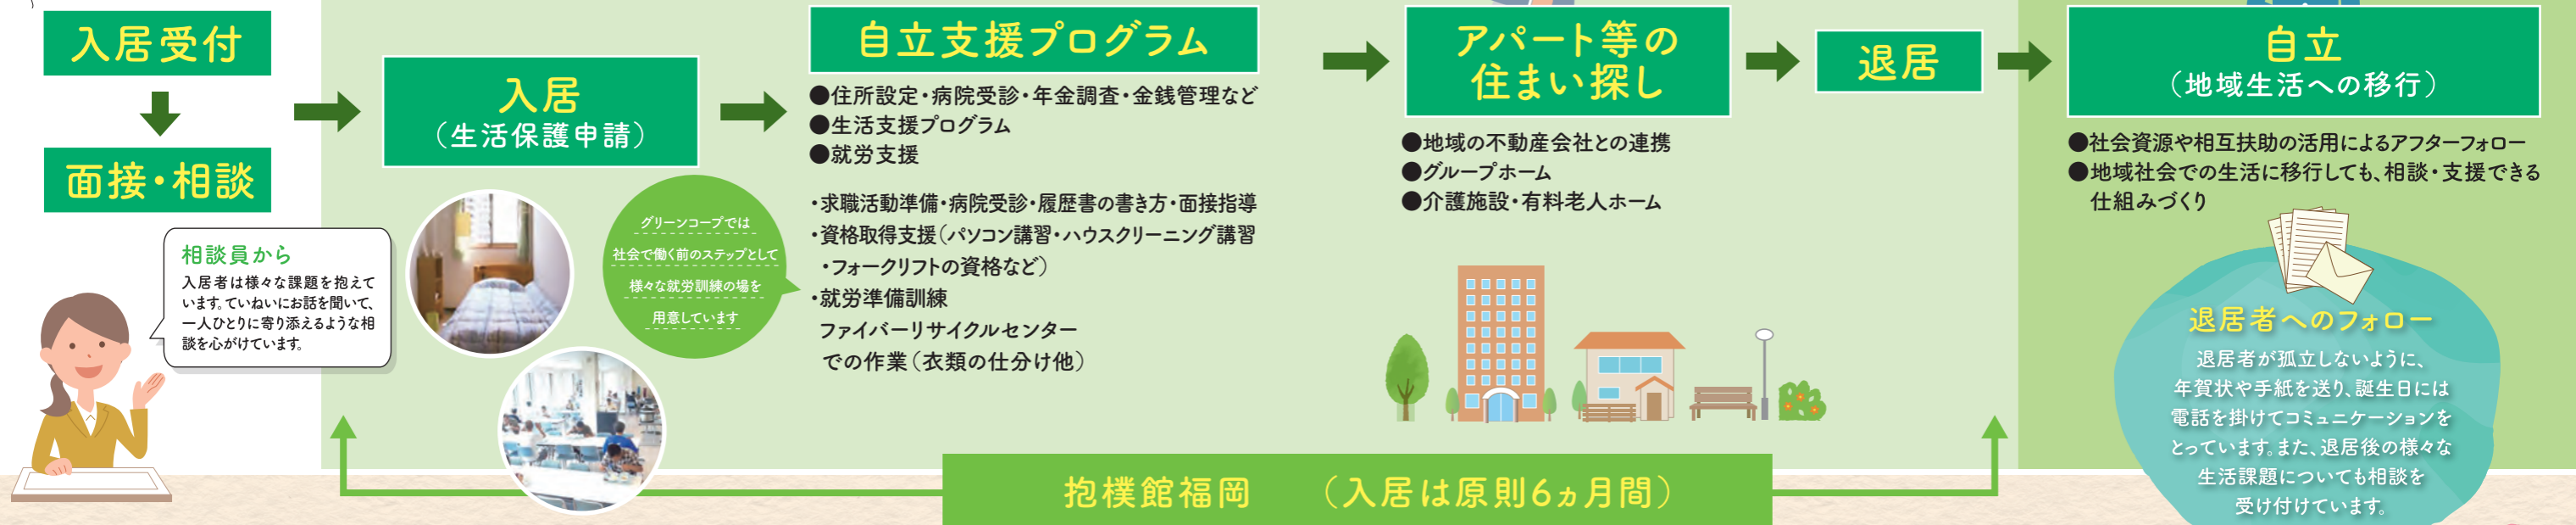 入居受付
面接・相談
相談員から
入居者は様々な課題を抱えて
います。ていねいにお話を聞いて、
一人ひとりに寄り添えるような相
談を心がけています。
入居
（生活保護申請）
グリーンコープでは
社会で働く前のステップとして
様々な就労訓練の場を
用意しています
自立支援プログラム
●住所設定・病院受診・年金調査・金銭管理など
●生活支援プログラム
●就労支援
・求職活動準備・病院受診・履歴書の書き方・面接指導
・資格取得支援（パソコン講習・ハウスクリーニング講習
・フォークリフトの資格など）
・就労準備訓練
ファイバーリサイクルセンター
での作業（衣類の仕分け他）
アパート等の
住まい探し
●地域の不動産会社との連携
●グループホーム
●介護施設・有料老人ホーム
退居
自立
（地域生活への移行）
●社会資源や相互扶助の活用によるアフターフォロー
●地域社会での生活に移行しても、相談・支援できる
仕組みづくり
退居者へのフォロー
退居者が孤立しないように、
年賀状や手紙を送り、誕生日には
電話を掛けてコミュニケーションを
とっています。また、退居後の様々な
生活課題についても相談を
受け付けています。
抱樸館福岡　（入居は原則6ヵ月間）